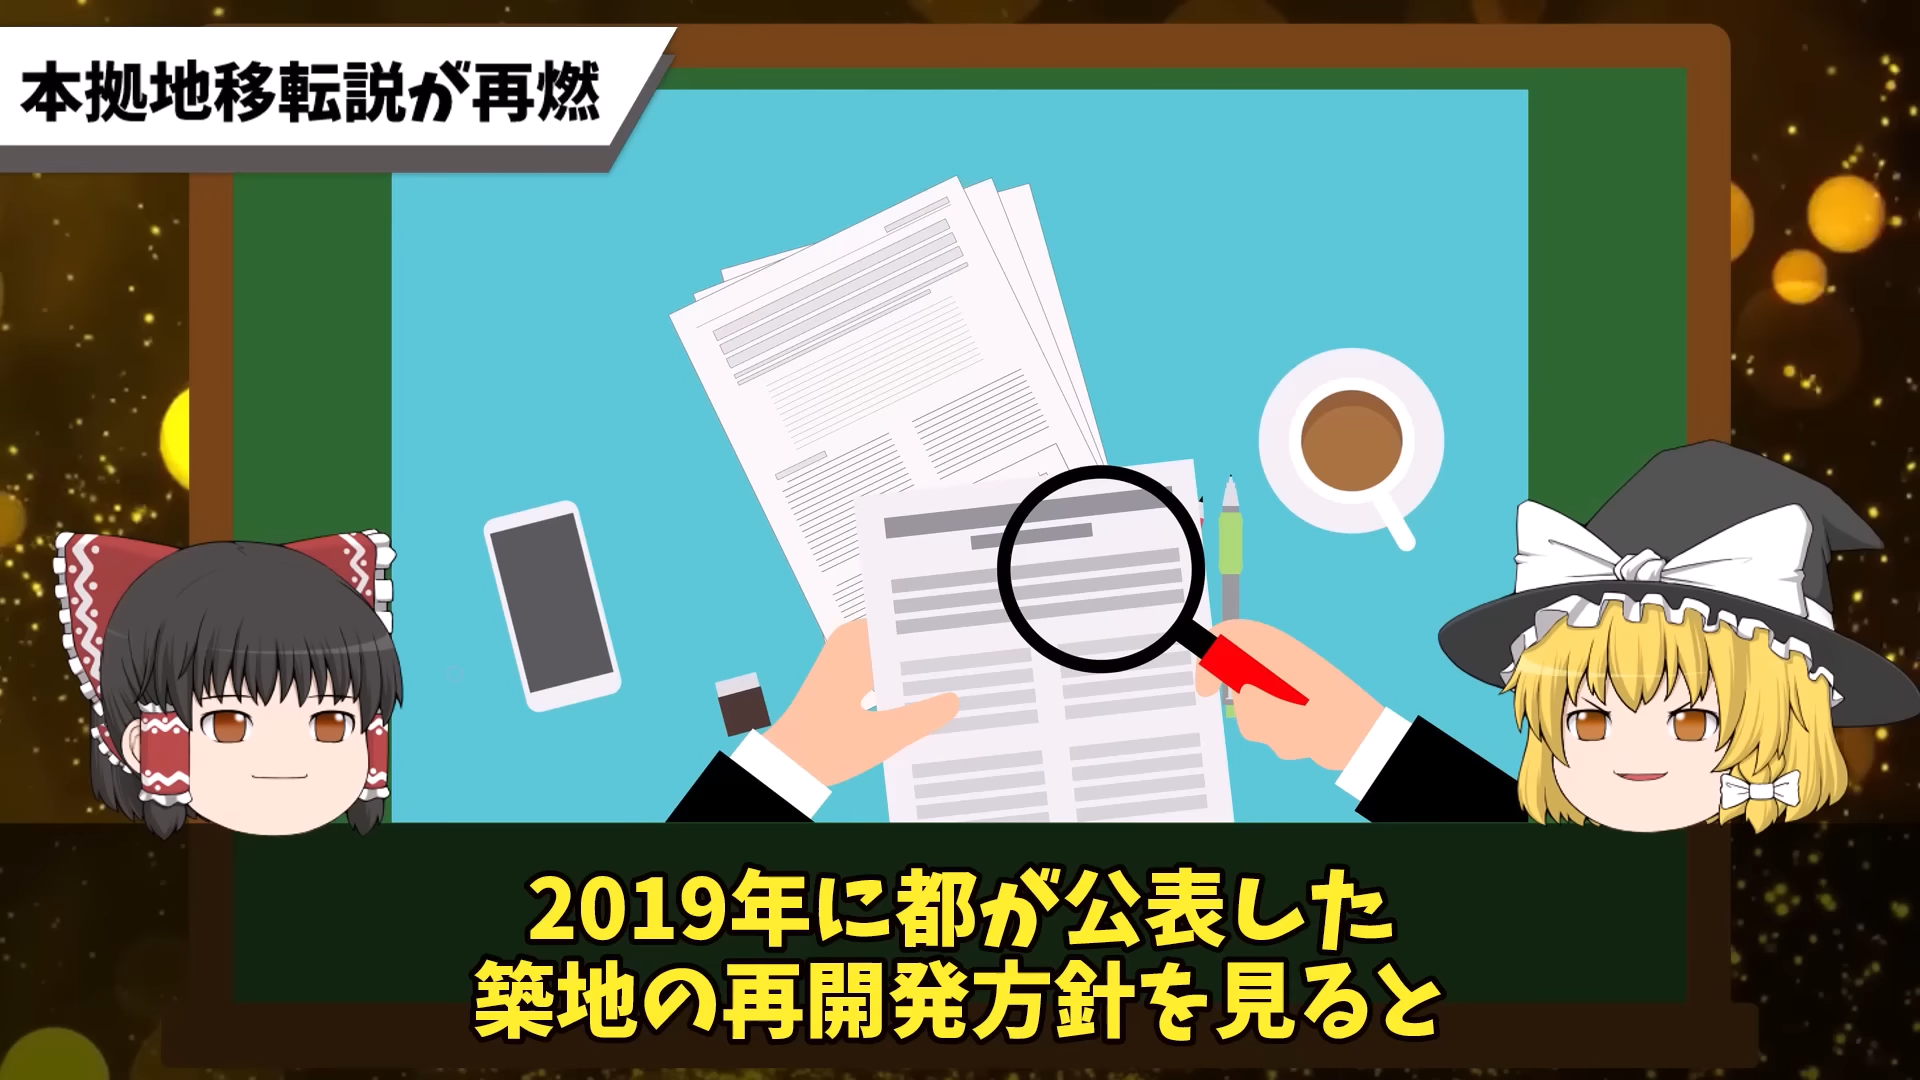 本拠地移転説が再燃
2019年に都が公表した
築地の再開発方針を見ると